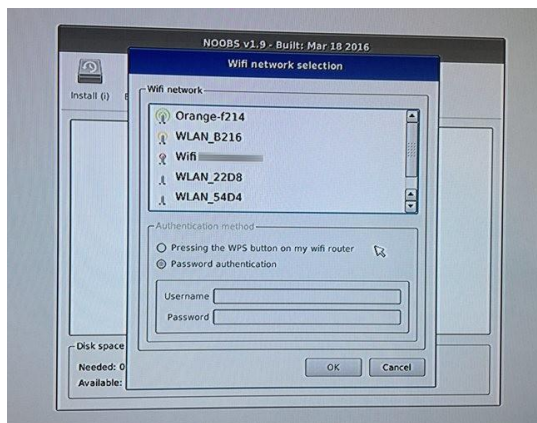 NOOBS v1.9 - Built: Mar 18 2016
Wifi network selection
Install (i)
Wifi network
Orange-f214
WLAN_B216
Wifi
WLAN_22D8
WLAN_54D4
Authentication method
Pressing the WPS button on my wifi router
Password authentication
Username
Password
Disk space
Needed: 0
Available:
OK
Cancel